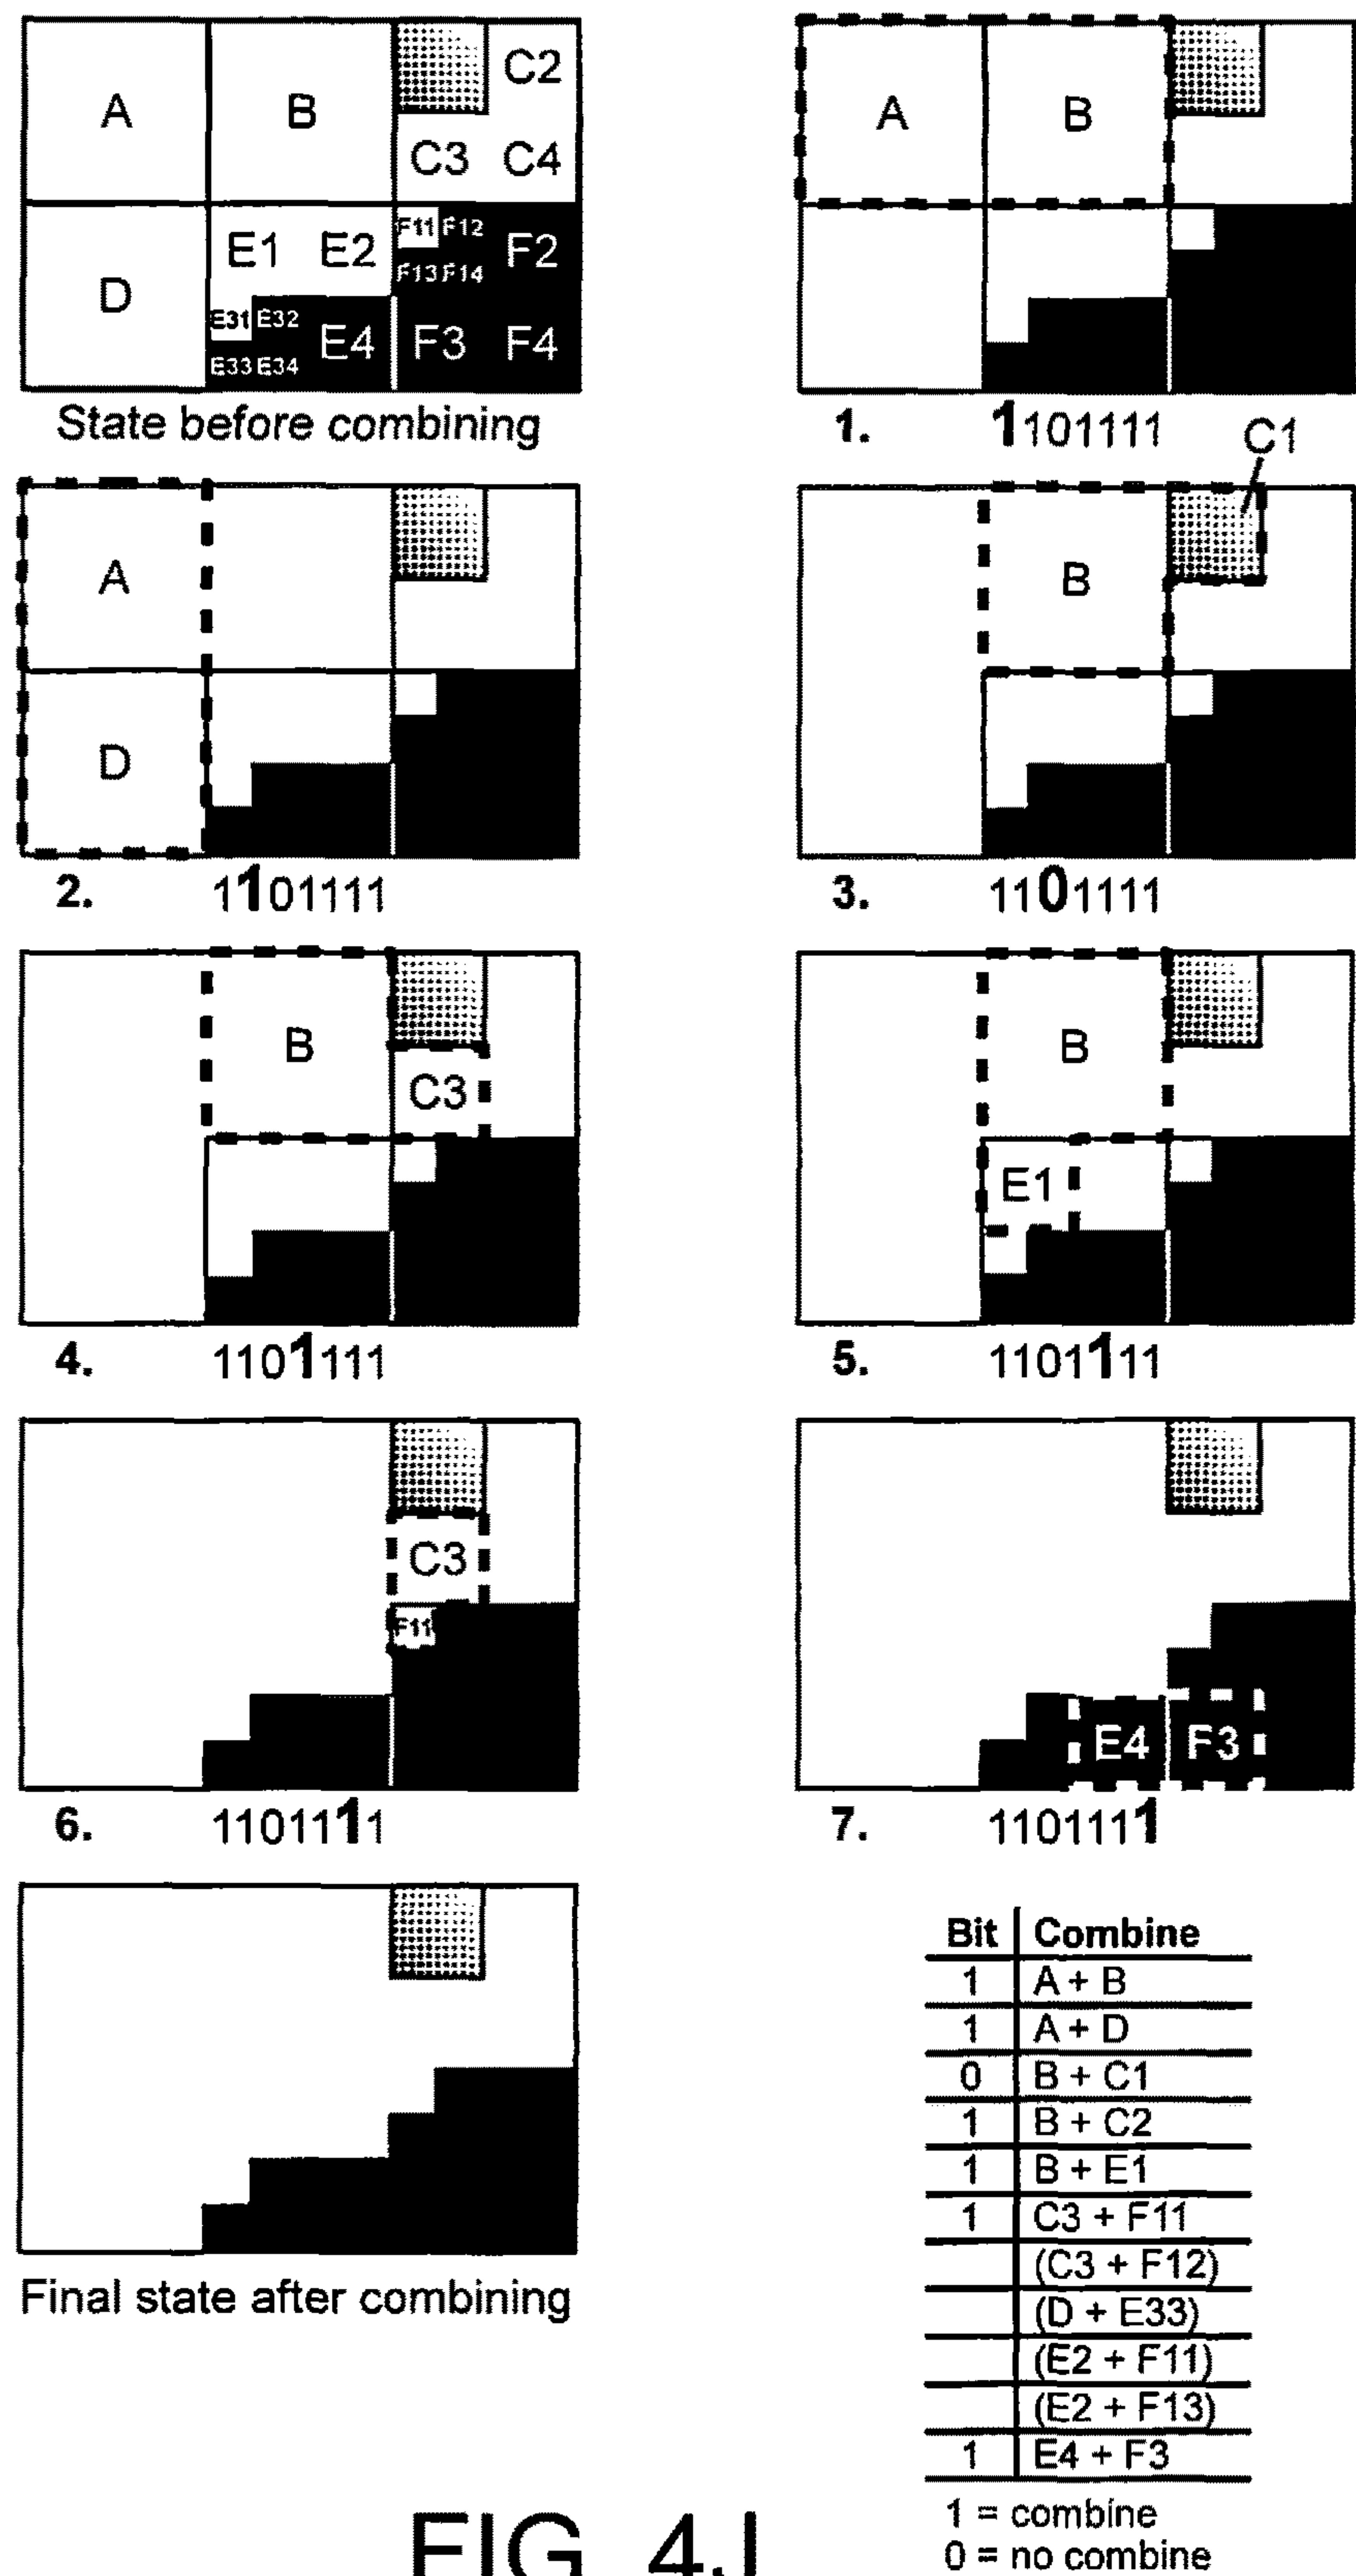 A B C2
C3 C4
D E1 E2 F11 F12 F2
F13 F14
E31 E32 E4 F3 F4
E33 E34
State before combining
A B
1. 1101111
C1
A
D
2. 1101111
B
3. 1101111
B C3
4. 1101111
B
E1
5. 1101111
C3
F11
6. 1101111
E4 F3
7. 1101111
Final state after combining
Bit Combine
1 A + B
1 A + D
0 B + C1
1 B + C2
1 B + E1
1 C3 + F11
(C3 + F12)
(D + E33)
(E2 + F11)
(E2 + F13)
1 E4 + F3
1 = combine
0 = no combine